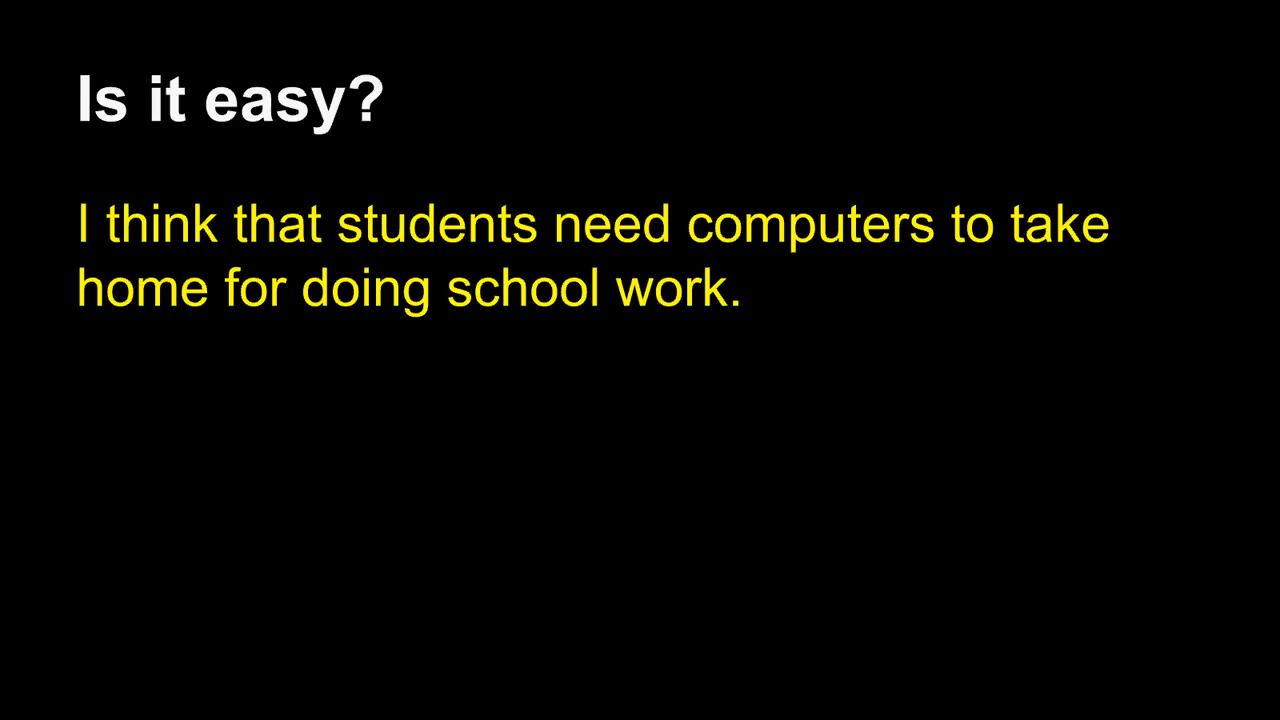 Is it easy?
I think that students need computers to take
home for doing school work.